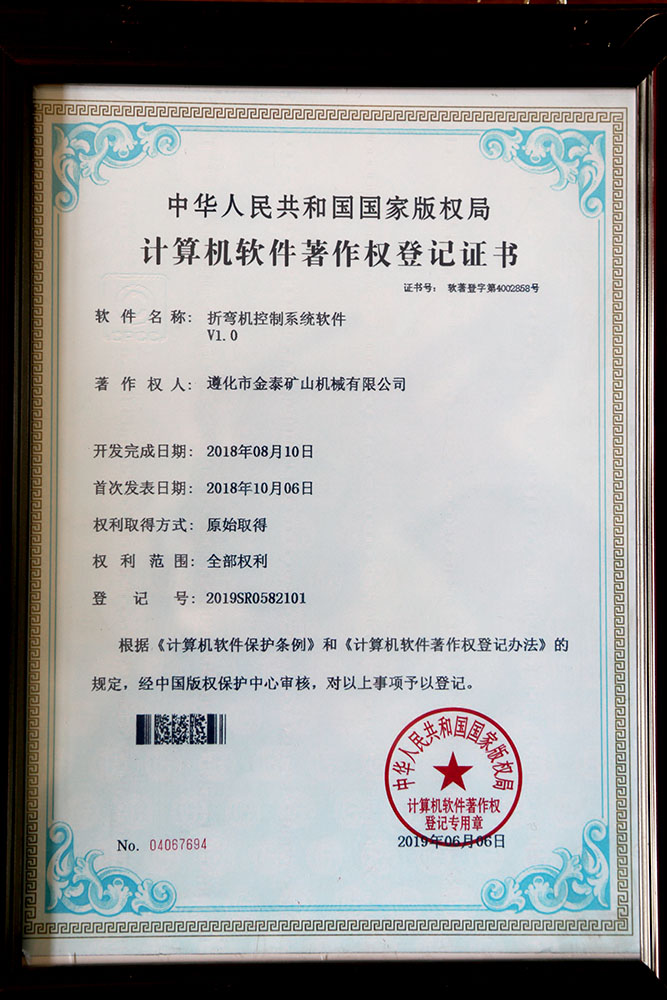 中华人民共和国国家版权局
计算机软件著作权登记证书
证书号： 软著登字第4002858号
软件名称： 折弯机控制系统软件
V1.0
著作权人： 遵化市金泰矿山机械有限公司
开发完成日期： 2018年08月10日
首次发表日期： 2018年10月06日
权利取得方式： 原始取得
权利范围： 全部权利
登记号： 2019SR0582101
根据《计算机软件保护条例》和《计算机软件著作权登记办法》的
规定，经中国版权保护中心审核，对以上事项予以登记。
中华人民共和国国家版权局
计算机软件著作权
登记专用章
No. 04067694
2019年06月06日